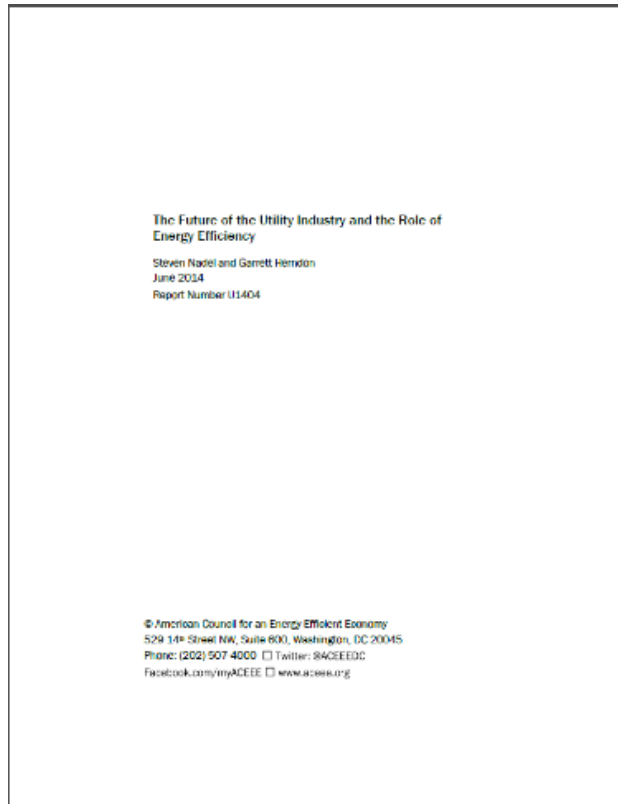 The Future of the Utility Industry and the Role of
Energy Efficiency
Steven Nadel and Garrett Herndon
June 2014
Report Number U1404
© American Council for an Energy Efficient Economy
529 14th Street NW, Suite 600, Washington, DC 20045
Phone: (202) 507 4000 □ Twitter: @ACEEEDC
Facebook.com/myACEEE □ www.aceee.org